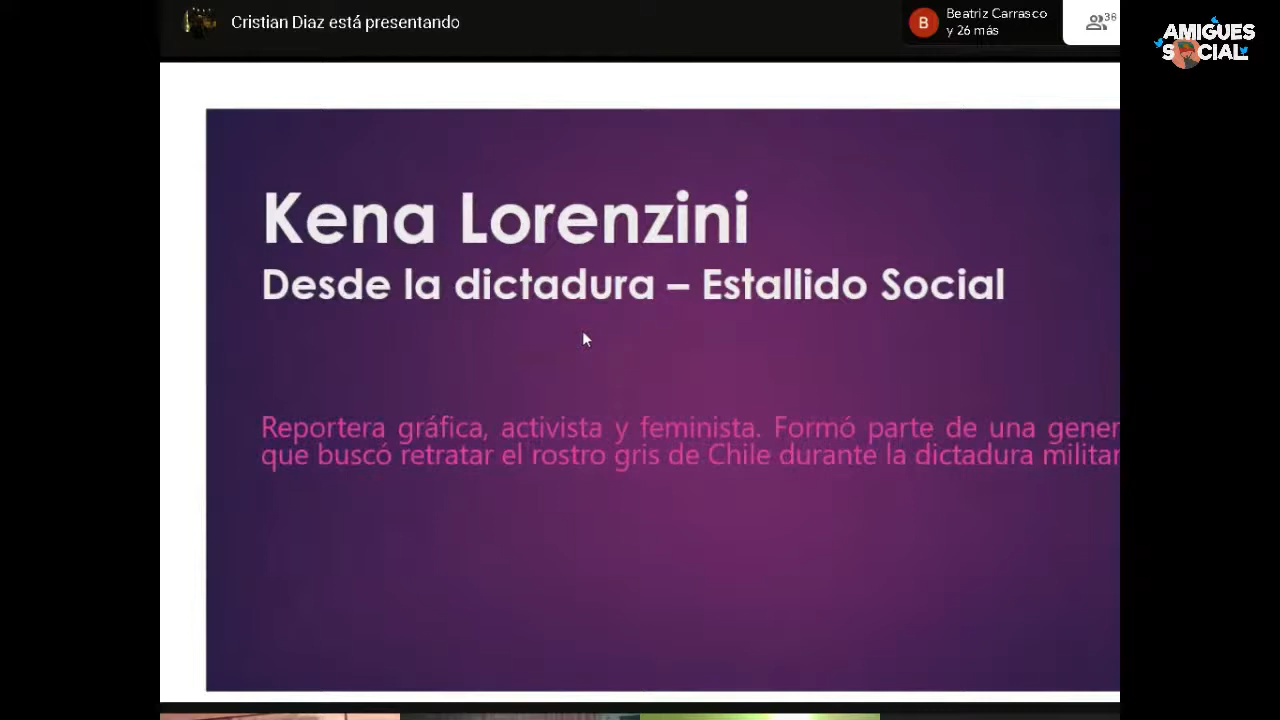 Cristian Diaz está presentando
B
Beatriz Carrasco
y 26 más
38
AMIGUES
SOCIAL
Kena Lorenzini
Desde la dictadura – Estallido Social
Reportera gráfica, activista y feminista. Formó parte de una gener
que buscó retratar el rostro gris de Chile durante la dictadura militar